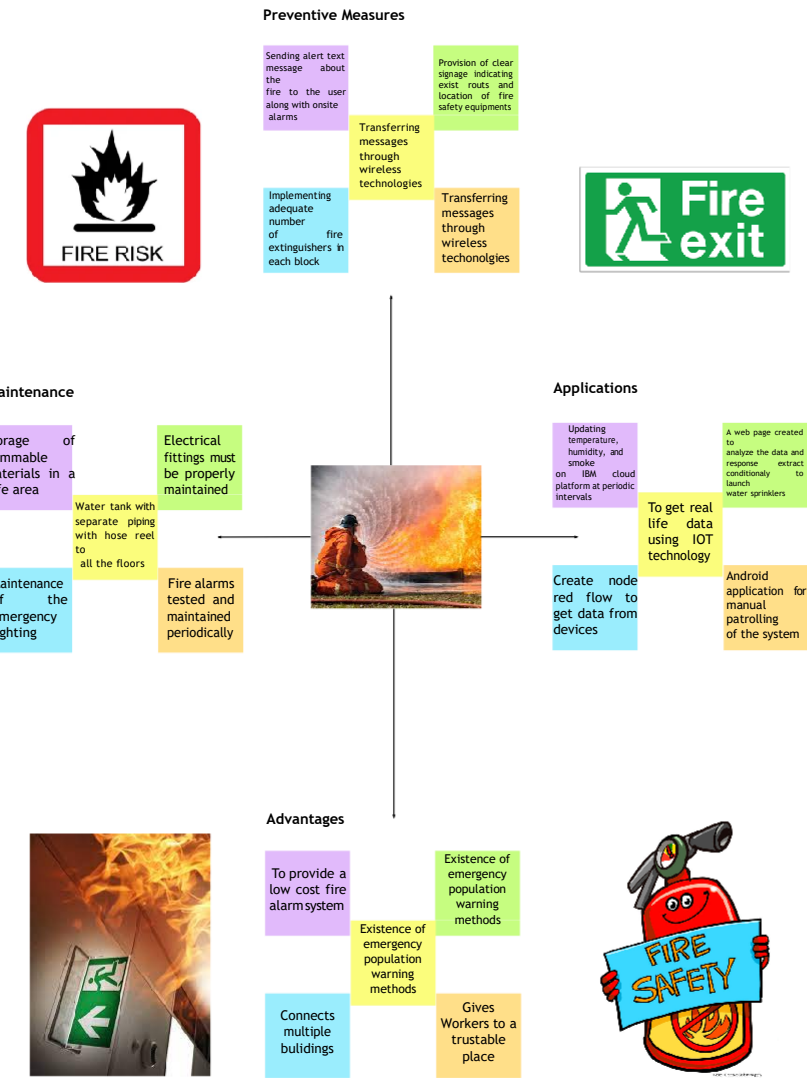 Preventive Measures
Sending alert text
message about
the
fire to the user
along with onsite
alarms
Provision of clear
signage indicating
exist routs and
location of fire
safety equipments
Transferring
messages
through
wireless
technologies
Implementing
adequate
number
of fire
extinguishers in
each block
Transferring
messages
through
wireless
techonolgies
FIRE RISK
Fire
exit
aintenance
orage of
mmable
aterials in a
fe area
Electrical
fittings must
be properly
maintained
Water tank with
separate piping
with hose reel
to
all the floors
aintenance
f the
mergency
ghting
Fire alarms
tested and
maintained
periodically
Applications
Updating
temperature,
humidity, and
smoke
on IBM cloud
platform at periodic
intervals
A web page created
to
analyze the data and
response extract
conditionaly to
launch
water sprinklers
To get real
life data
using IOT
technology
Create node
red flow to
get data from
devices
Android
application for
manual
patrolling
of the system
Advantages
To provide a
low cost fire
alarm system
Existence of
emergency
population
warning
methods
Existence of
emergency
population
warning
methods
Connects
multiple
bulidings
Gives
Workers to a
trustable
place
FIRE
SAFETY